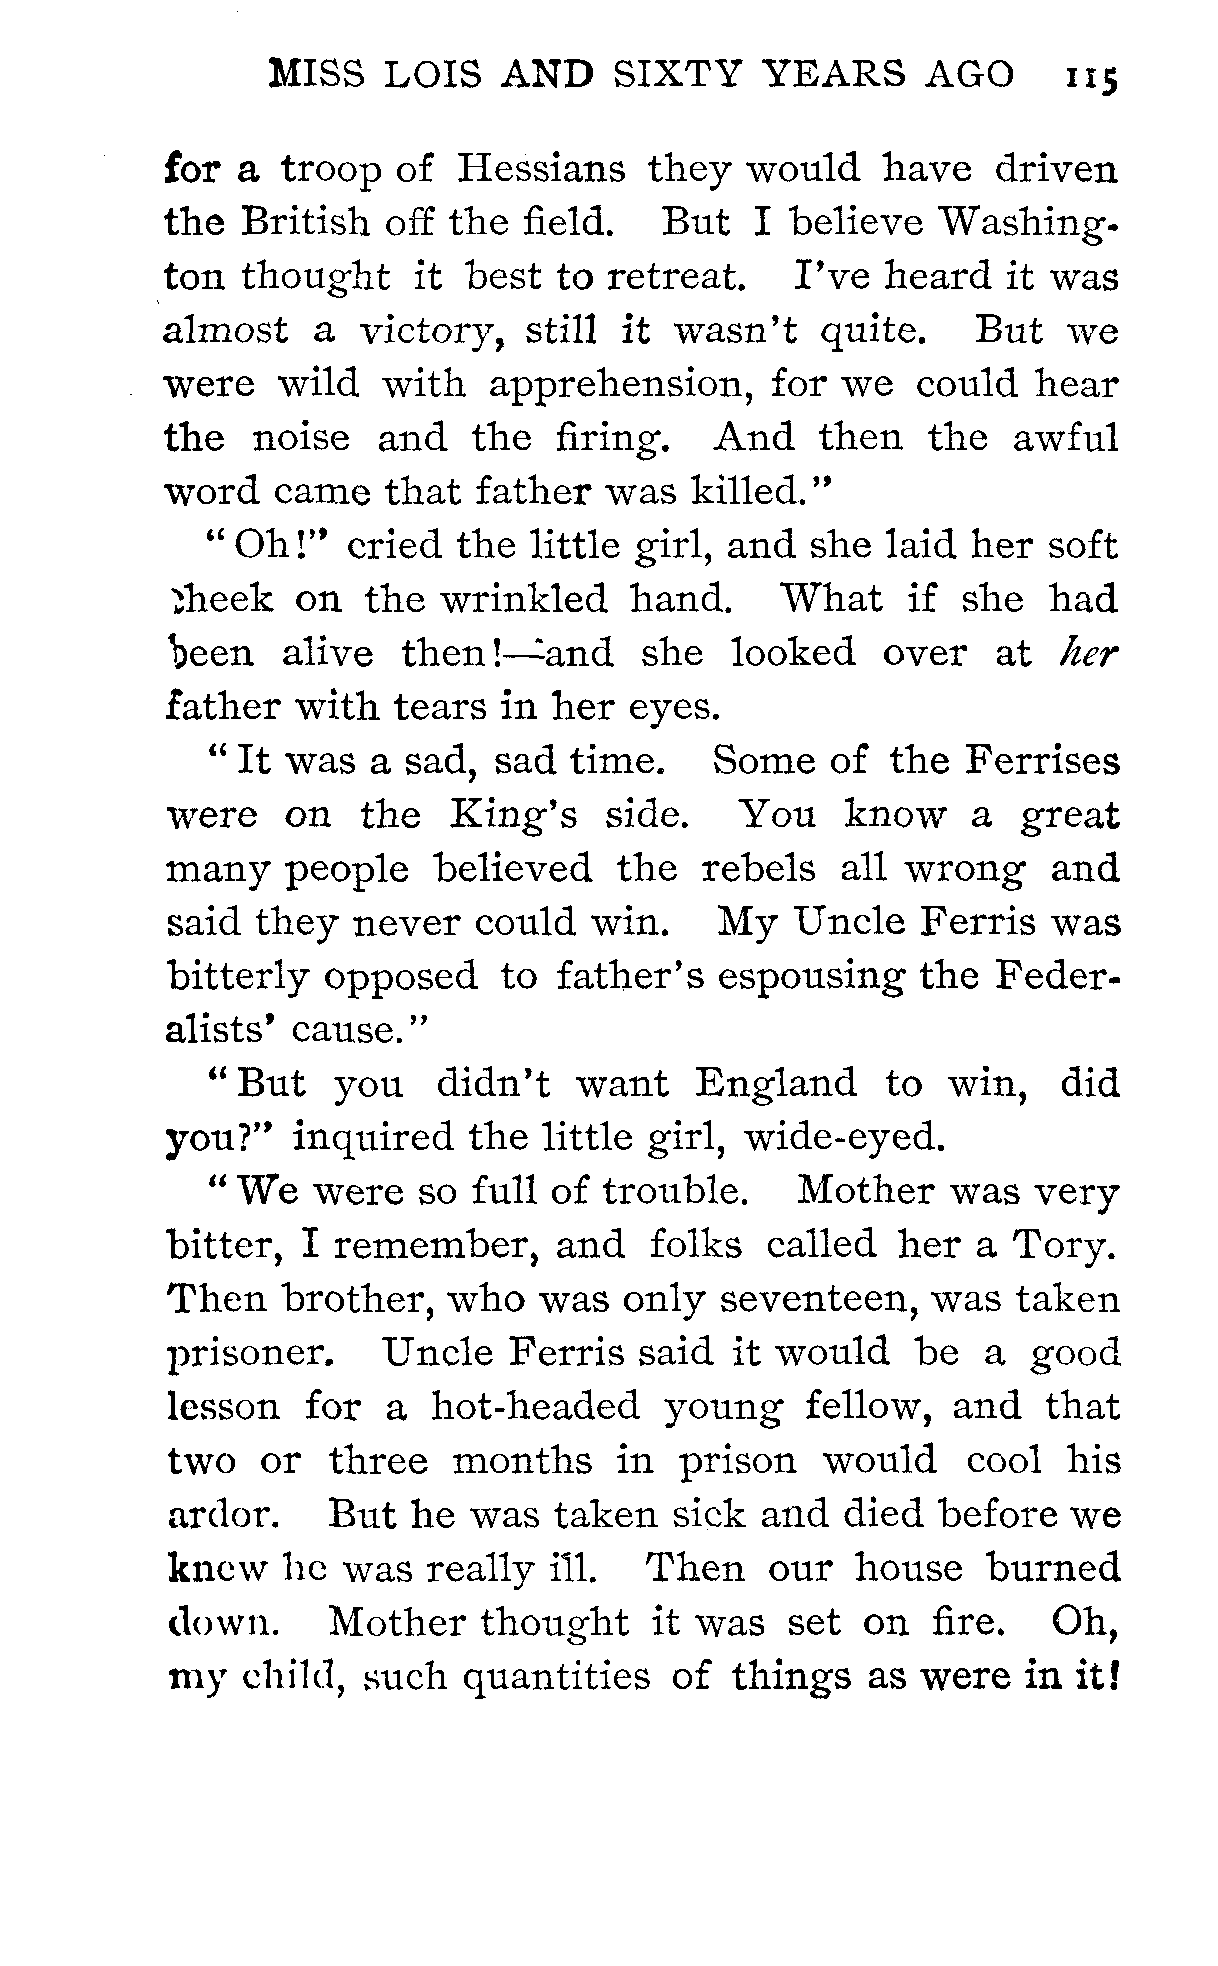 MISS LOIS AND SIXTY YEARS AGO 115
for a troop of Hessians they would have driven
the British off the field. But I believe Washing-
ton thought it best to retreat. I've heard it was
almost a victory, still it wasn't quite. But we
were wild with apprehension, for we could hear
the noise and the firing. And then the awful
word came that father was killed."
"Oh!" cried the little girl, and she laid her soft
cheek on the wrinkled hand. What if she had
been alive then!—and she looked over at her
father with tears in her eyes.
"It was a sad, sad time. Some of the Ferrises
were on the King's side. You know a great
many people believed the rebels all wrong and
said they never could win. My Uncle Ferris was
bitterly opposed to father's espousing the Feder-
alists' cause."
"But you didn't want England to win, did
you?" inquired the little girl, wide-eyed.
"We were so full of trouble. Mother was very
bitter, I remember, and folks called her a Tory.
Then brother, who was only seventeen, was taken
prisoner. Uncle Ferris said it would be a good
lesson for a hot-headed young fellow, and that
two or three months in prison would cool his
ardor. But he was taken sick and died before we
knew he was really ill. Then our house burned
down. Mother thought it was set on fire. Oh,
my child, such quantities of things as were in it!